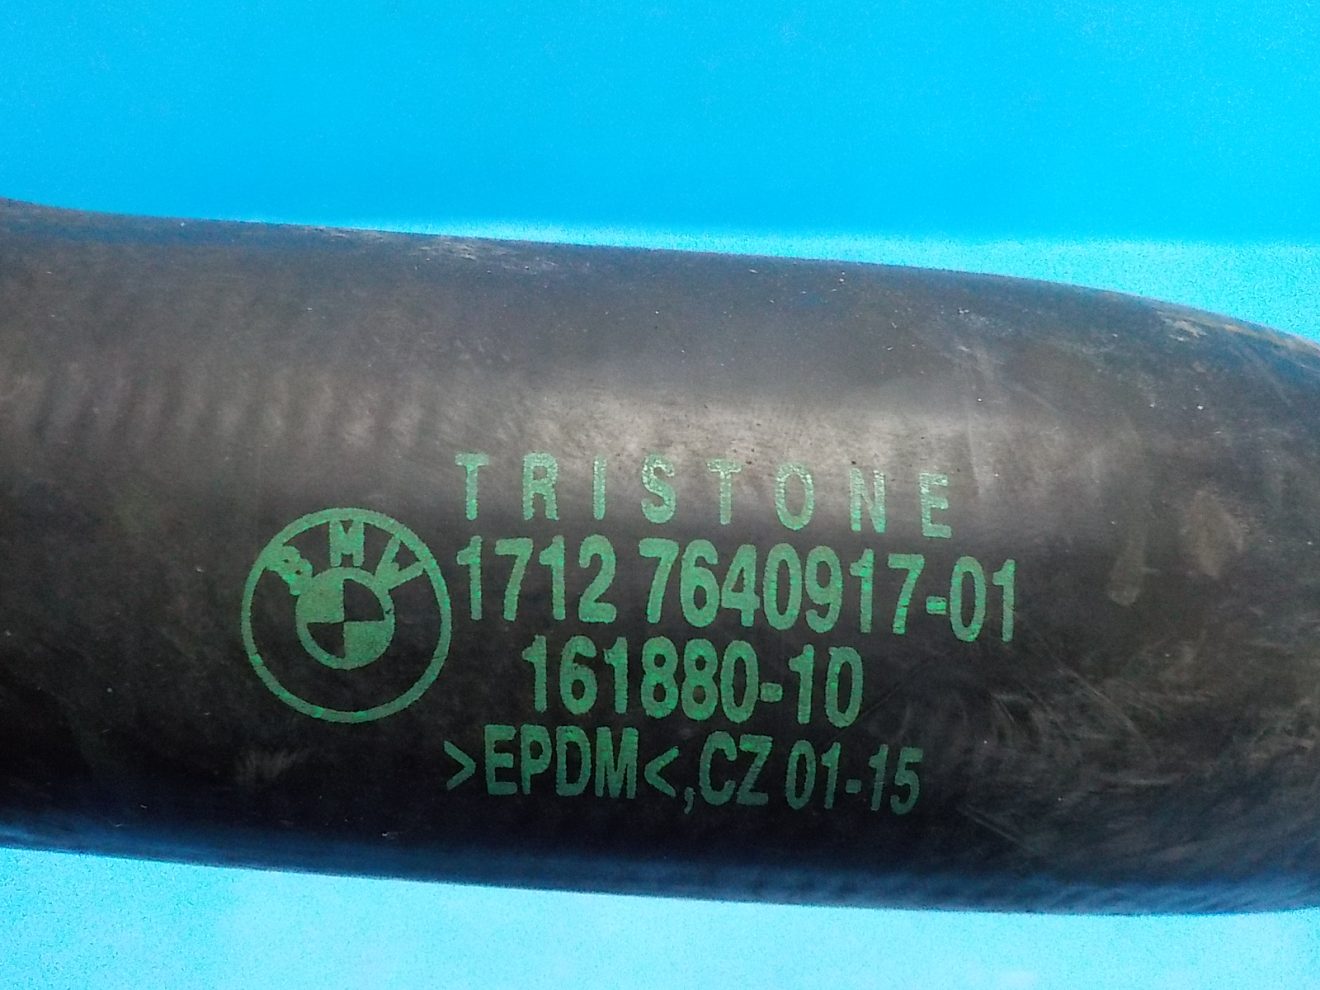 TRISTONE
BMW
1712 7640917-01
161880-10
>EPDM<,CZ 01-15